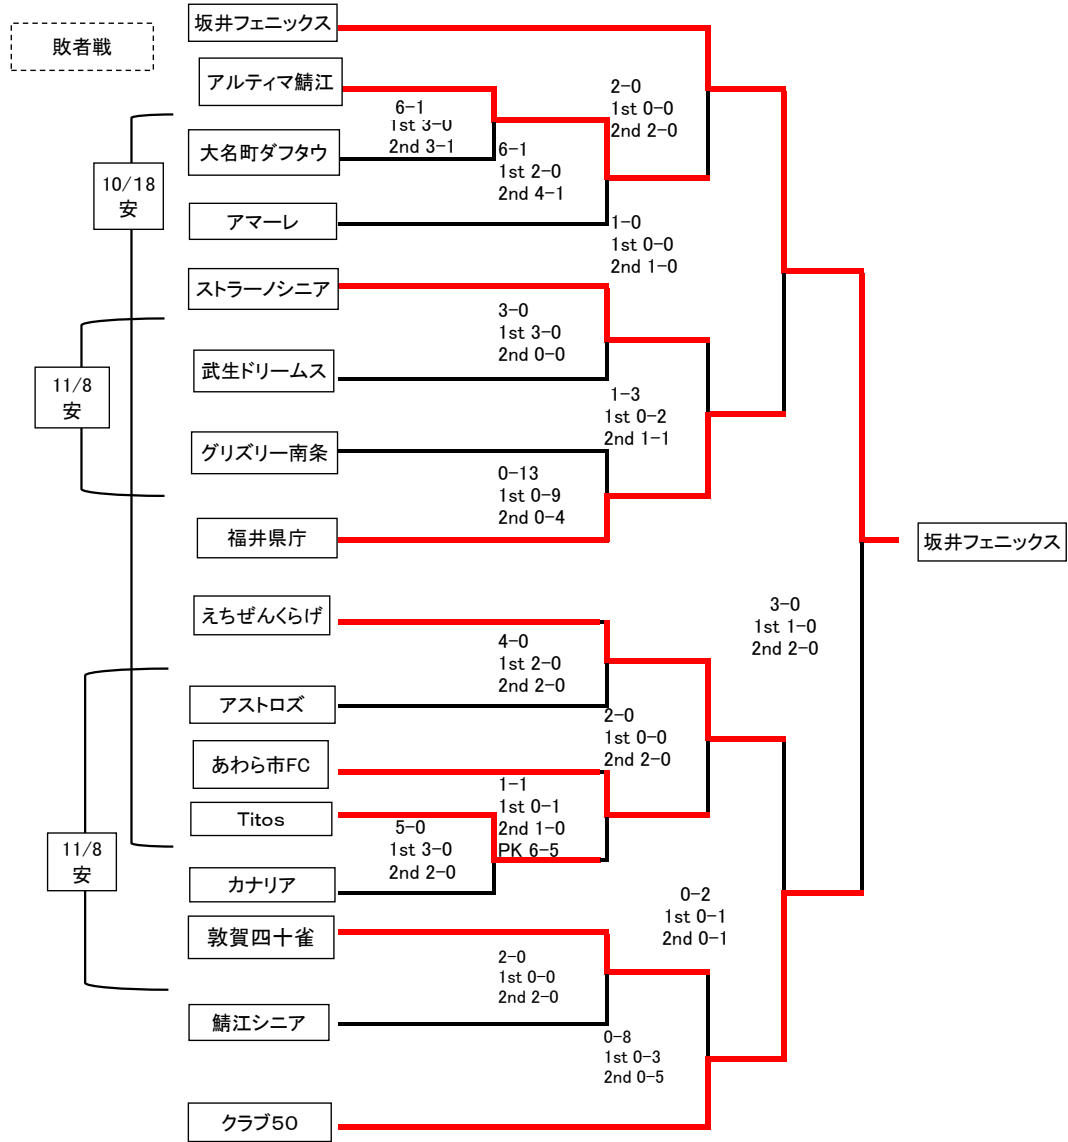 坂井フェニックス
敗者戦
アルティマ鯖江
6-1
1st 3-0
2nd 3-1
2-0
1st 0-0
2nd 2-0
大名町ダフタウ
6-1
1st 2-0
2nd 4-1
10/18
安
アマーレ
1-0
1st 0-0
2nd 1-0
ストラーノシニア
3-0
1st 3-0
2nd 0-0
武生ドリームス
11/8
安
1-3
1st 0-2
2nd 1-1
グリズリー南条
0-13
1st 0-9
2nd 0-4
福井県庁
坂井フェニックス
えちぜんくらげ
3-0
1st 1-0
2nd 2-0
4-0
1st 2-0
2nd 2-0
アストロズ
2-0
1st 0-0
2nd 2-0
あわら市FC
1-1
1st 0-1
2nd 1-0
PK 6-5
Titos
5-0
1st 3-0
2nd 2-0
11/8
安
カナリア
0-2
1st 0-1
2nd 0-1
敦賀四十雀
2-0
1st 0-0
2nd 2-0
鯖江シニア
0-8
1st 0-3
2nd 0-5
クラブ50